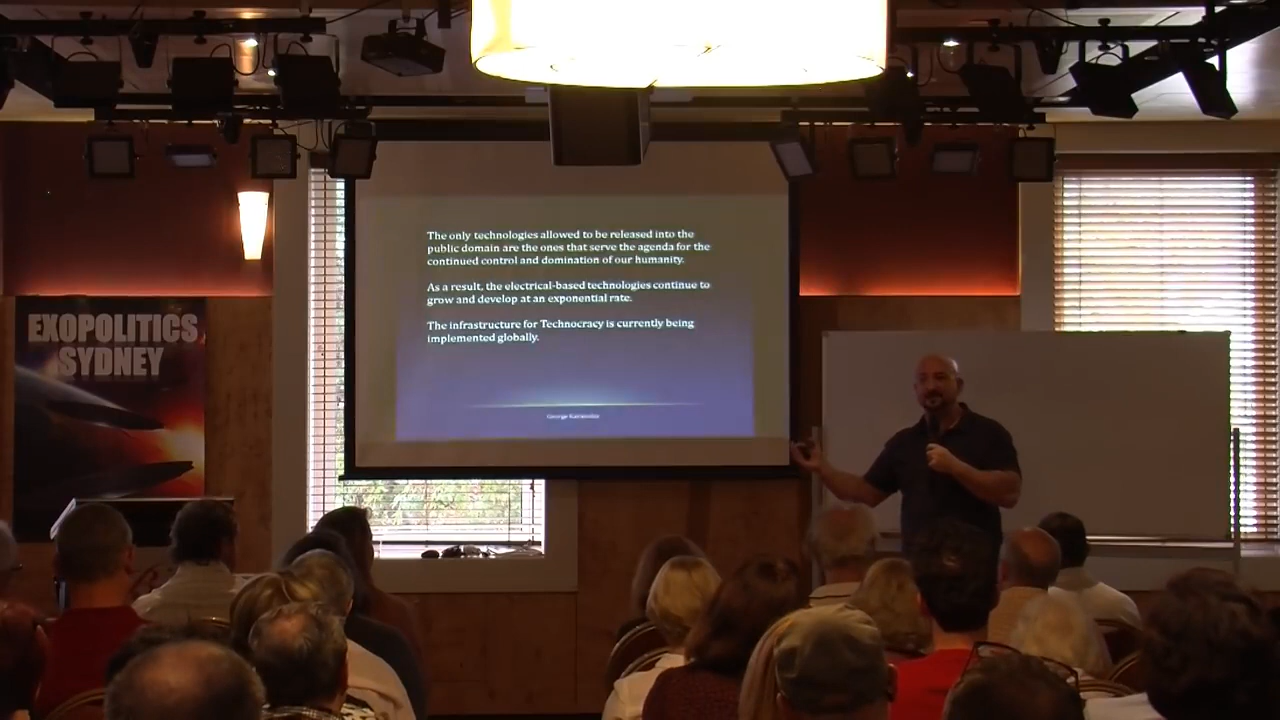 EXOPOLITICS
SYDNEY
The only technologies allowed to be released into the
public domain are the ones that serve the agenda for the
continued control and domination of our humanity.
As a result, the electrical-based technologies continue to
grow and develop at an exponential rate.
The infrastructure for Technocracy is currently being
implemented globally.
George